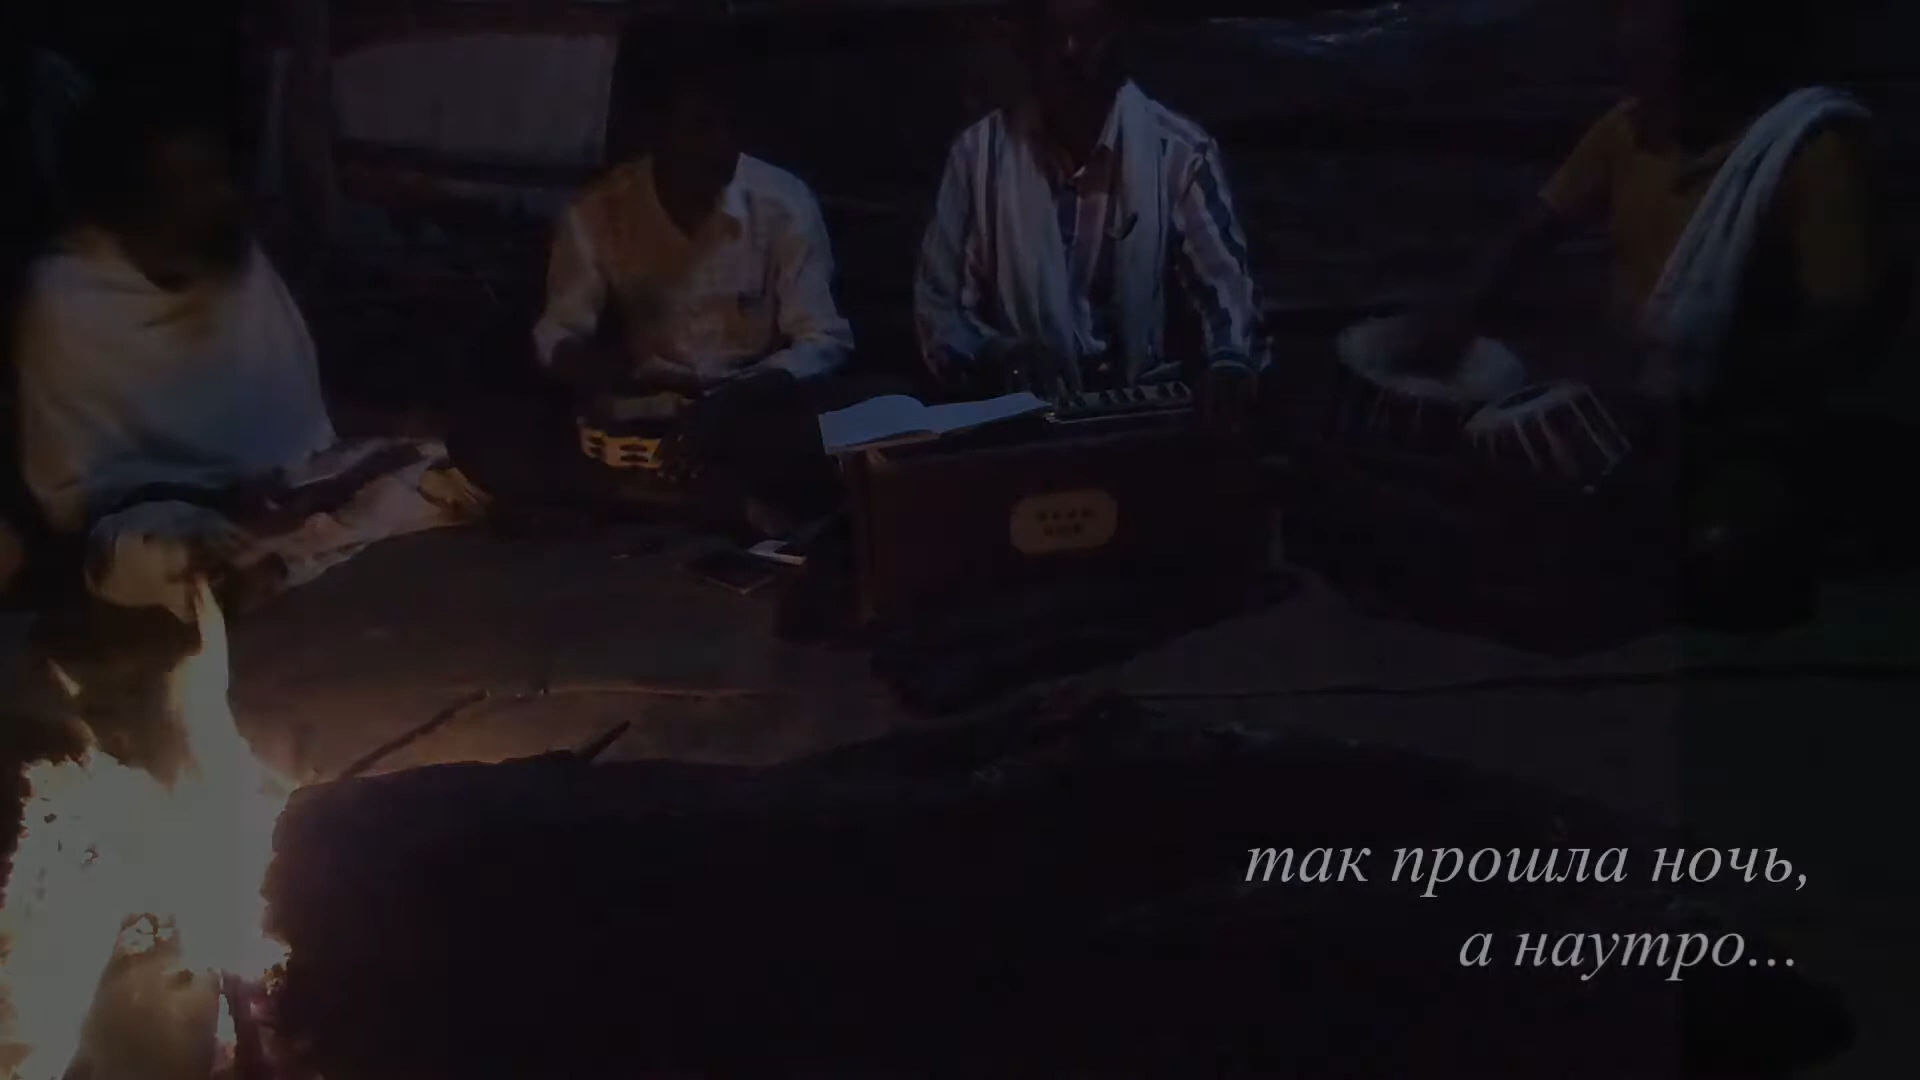 так прошла ночь,
а наутро...